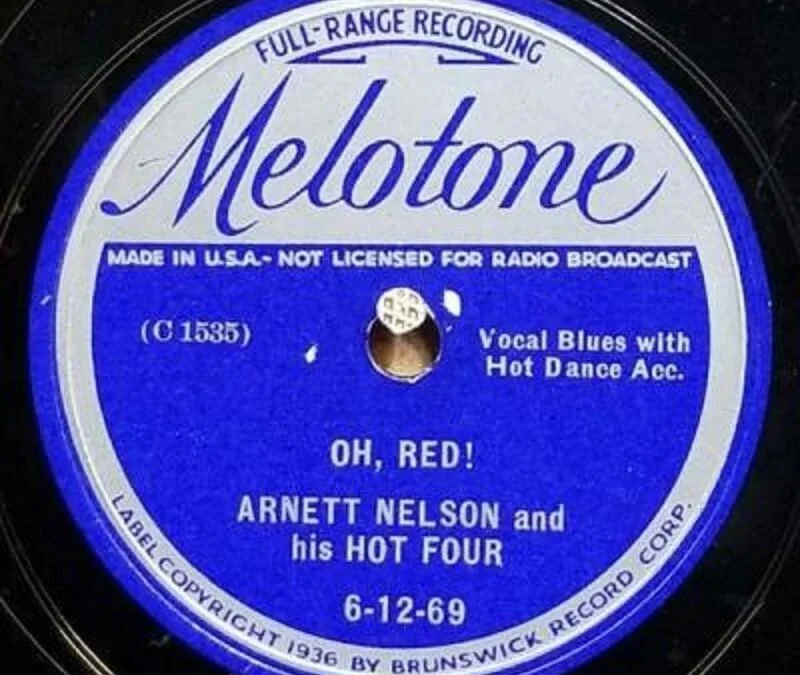 FULL-RANGE RECORDING
Melotone
MADE IN U.S.A.- NOT LICENSED FOR RADIO BROADCAST
(C 1535)
Vocal Blues with
Hot Dance Acc.
OH, RED!
ARNETT NELSON and
his HOT FOUR
6-12-69
LABEL COPYRIGHT 1936 BY BRUNSWICK RECORD CORP.